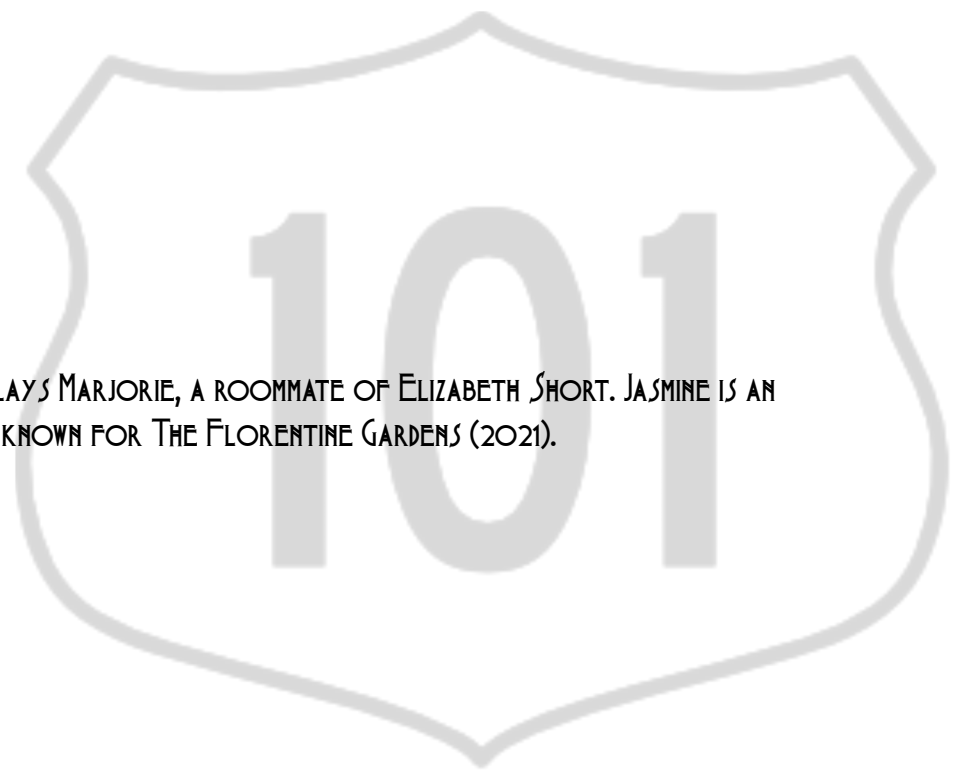 101
lays Marjorie, a roommate of Elizabeth Short. Jasmine is an
known for The Florentine Gardens (2021).